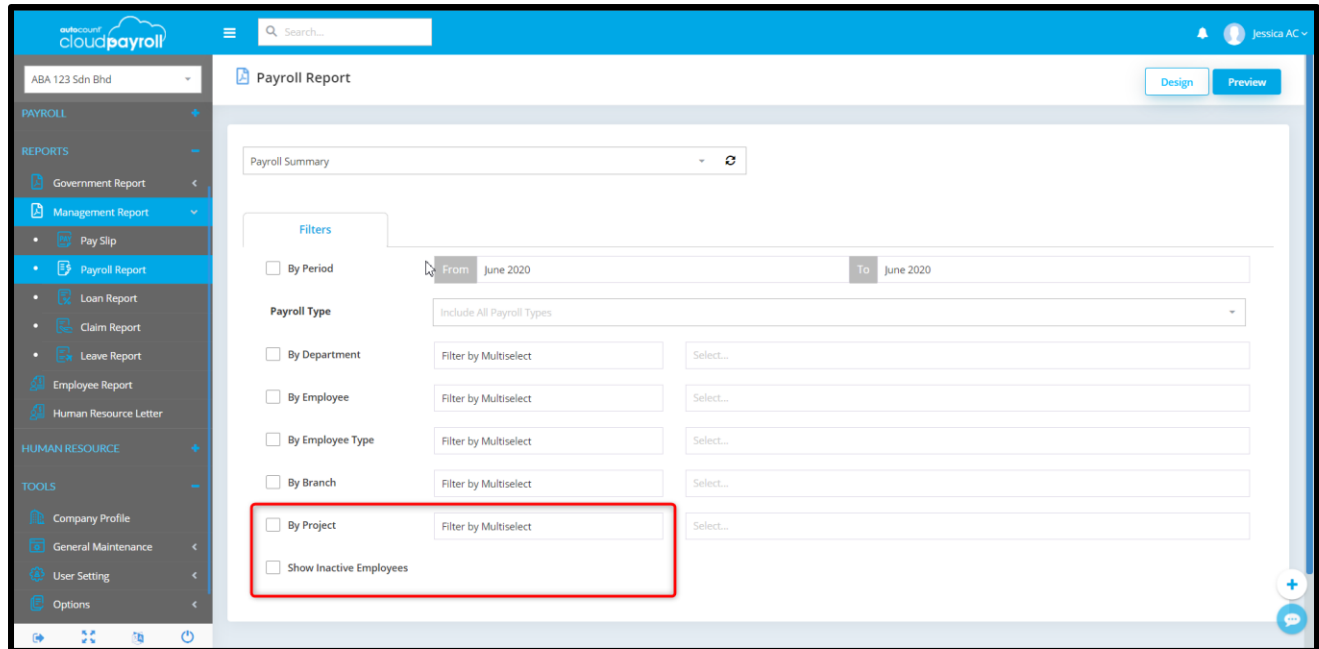 autocount
cloudpayroll
Search...
Jessica AC
ABA 123 Sdn Bhd
Payroll Report
Design
Preview
PAYROLL
REPORTS
Government Report
Management Report
Pay Slip
Payroll Report
Loan Report
Claim Report
Leave Report
Employee Report
Human Resource Letter
HUMAN RESOURCE
TOOLS
Company Profile
General Maintenance
User Setting
Options
Payroll Summary
Filters
By Period From June 2020 To June 2020
Payroll Type Include All Payroll Types
By Department Filter by Multiselect Select...
By Employee Filter by Multiselect Select...
By Employee Type Filter by Multiselect Select...
By Branch Filter by Multiselect Select...
By Project Filter by Multiselect Select...
Show Inactive Employees